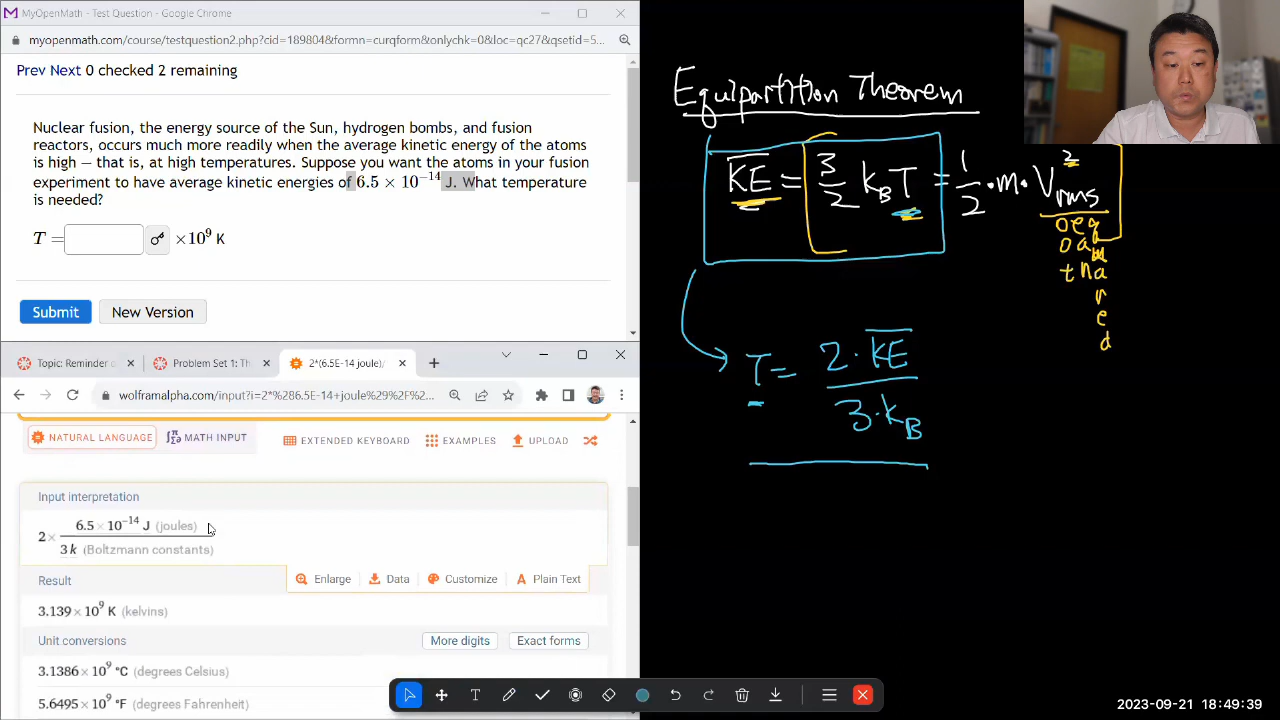 MyOpenMath - Test Question - Google Chrome
myopenmath.com/course/testquestion2.php?cid=189804&formn=curqform&onlychk=0&loc=qc27&qsetid=5...
Prev Next 0 checked 2 remaining
Nuclear fusion, the energy source of the Sun, hydrogen bombs, and fusion
reactors, occurs much more readily when the average kinetic energy of the atoms
is high – that is, at high temperatures. Suppose you want the atoms in your fusion
experiment to have average kinetic energies of 6.5 × 10⁻¹⁴ J. What temperature
is needed?
T = ×10⁹ K
Submit New Version
Topic Reminder Problem Set 1: Th 2*(6.5E-14 joule)/
wolframalpha.com/input?i=2*%286.5E-14+joule%29%2F%2...
NATURAL LANGUAGE MATH INPUT EXTENDED KEYBOARD EXAMPLES UPLOAD
Input interpretation
2 × 6.5 × 10⁻¹⁴ J (joules)
3 k (Boltzmann constants)
Enlarge Data Customize Plain Text
Result
3.139 × 10⁹ K (kelvins)
Unit conversions More digits Exact forms
3.1386 × 10⁹ °C (degrees Celsius)
5.6495 × 10⁹ °F (degrees Fahrenheit)
Equipartition Theorem
KE = 3/2 k_B T = 1/2 · m · V_rms²
T = 2 · KE
3 · k_B
2023-09-21 18:49:39